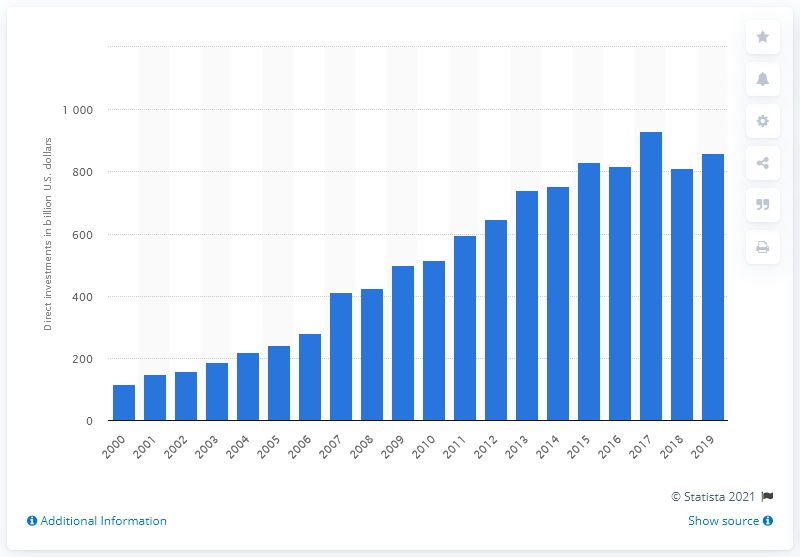 Direct investments in billion U.S. dollars
1 000
800
600
400
200
0
2000 2001 2002 2003 2004 2005 2006 2007 2008 2009 2010 2011 2012 2013 2014 2015 2016 2017 2018 2019
© Statista 2021
Additional Information
Show source